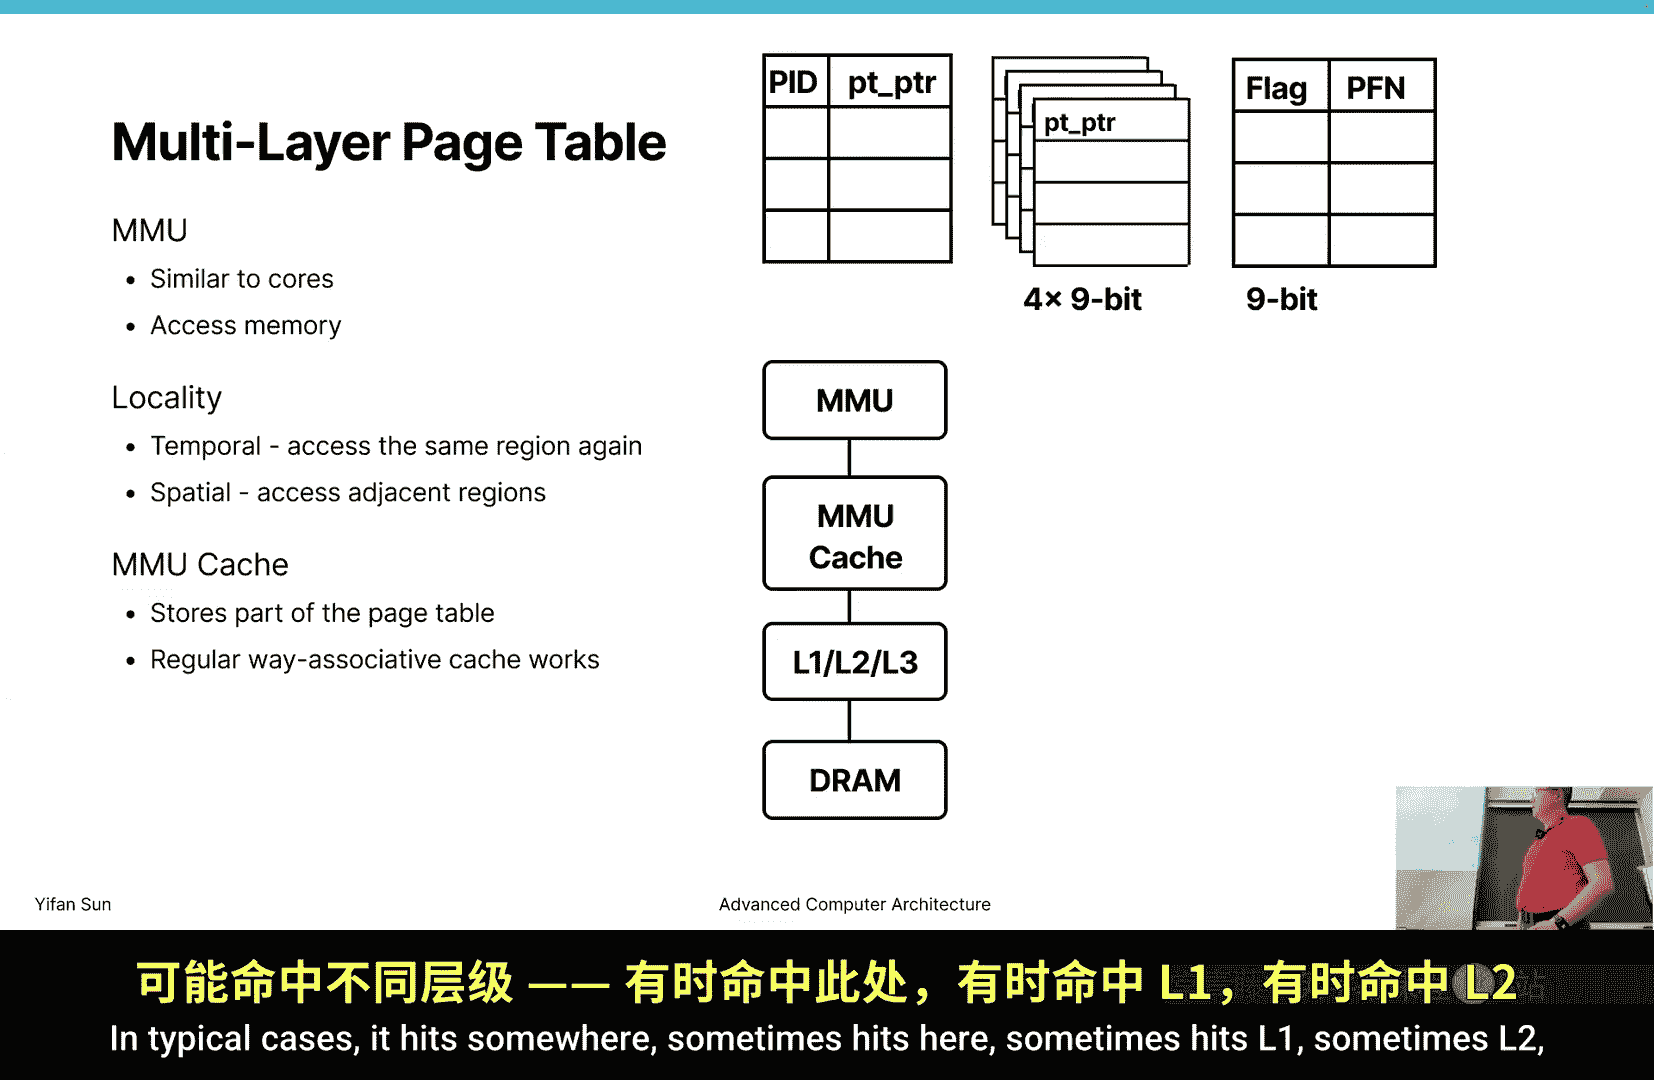 Multi-Layer Page Table
MMU
• Similar to cores
• Access memory
Locality
• Temporal - access the same region again
• Spatial - access adjacent regions
MMU Cache
• Stores part of the page table
• Regular way-associative cache works
PID pt_ptr
pt_ptr
4× 9-bit
Flag PFN
9-bit
MMU
MMU
Cache
L1/L2/L3
DRAM
Yifan Sun
Advanced Computer Architecture
可能命中不同层级 —— 有时命中此处，有时命中 L1，有时命中 L2
In typical cases, it hits somewhere, sometimes hits here, sometimes hits L1, sometimes L2,